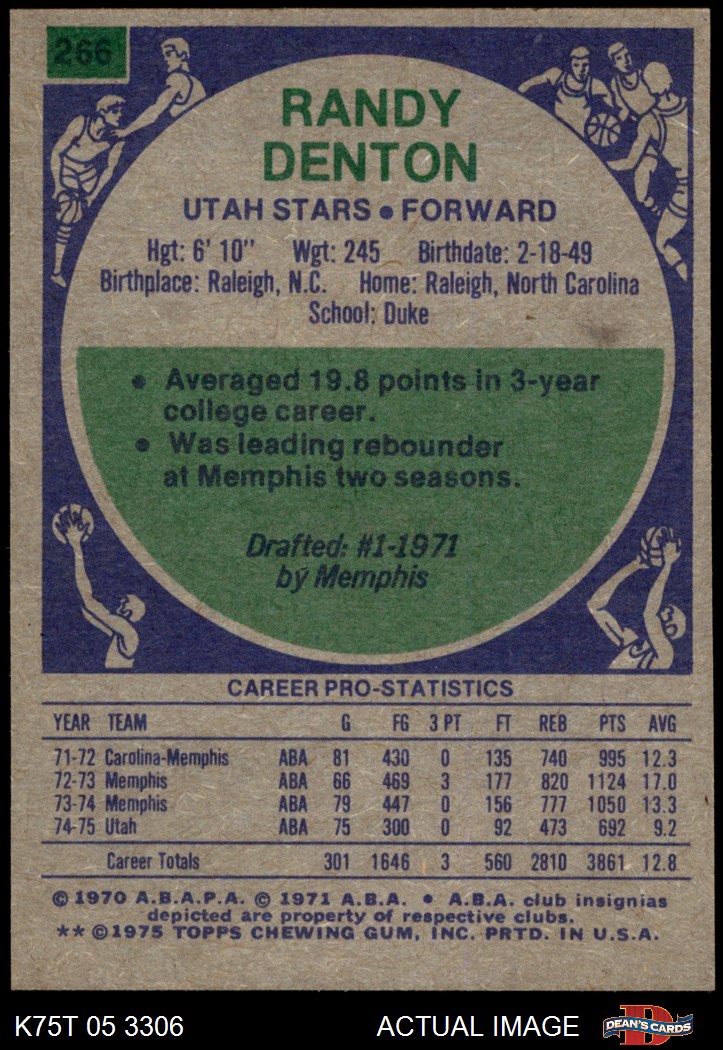 266
RANDY
DENTON
UTAH STARS • FORWARD
Hgt: 6' 10" Wgt: 245 Birthdate: 2-18-49
Birthplace: Raleigh, N.C. Home: Raleigh, North Carolina
School: Duke
• Averaged 19.8 points in 3-year
college career.
• Was leading rebounder
at Memphis two seasons.
Drafted: #1-1971
by Memphis
CAREER PRO-STATISTICS
YEAR TEAM G FG 3 PT FT REB PTS AVG
71-72 Carolina-Memphis ABA 81 430 0 135 740 995 12.3
72-73 Memphis ABA 66 469 3 177 820 1124 17.0
73-74 Memphis ABA 79 447 0 156 777 1050 13.3
74-75 Utah ABA 75 300 0 92 473 692 9.2
Career Totals 301 1646 3 560 2810 3861 12.8
© 1970 A.B.A.P.A. © 1971 A.B.A. • A.B.A. club insignias
depicted are property of respective clubs.
** © 1975 TOPPS CHEWING GUM, INC. PRTD. IN U.S.A.
K75T 05 3306 ACTUAL IMAGE D DEAN'S CARDS